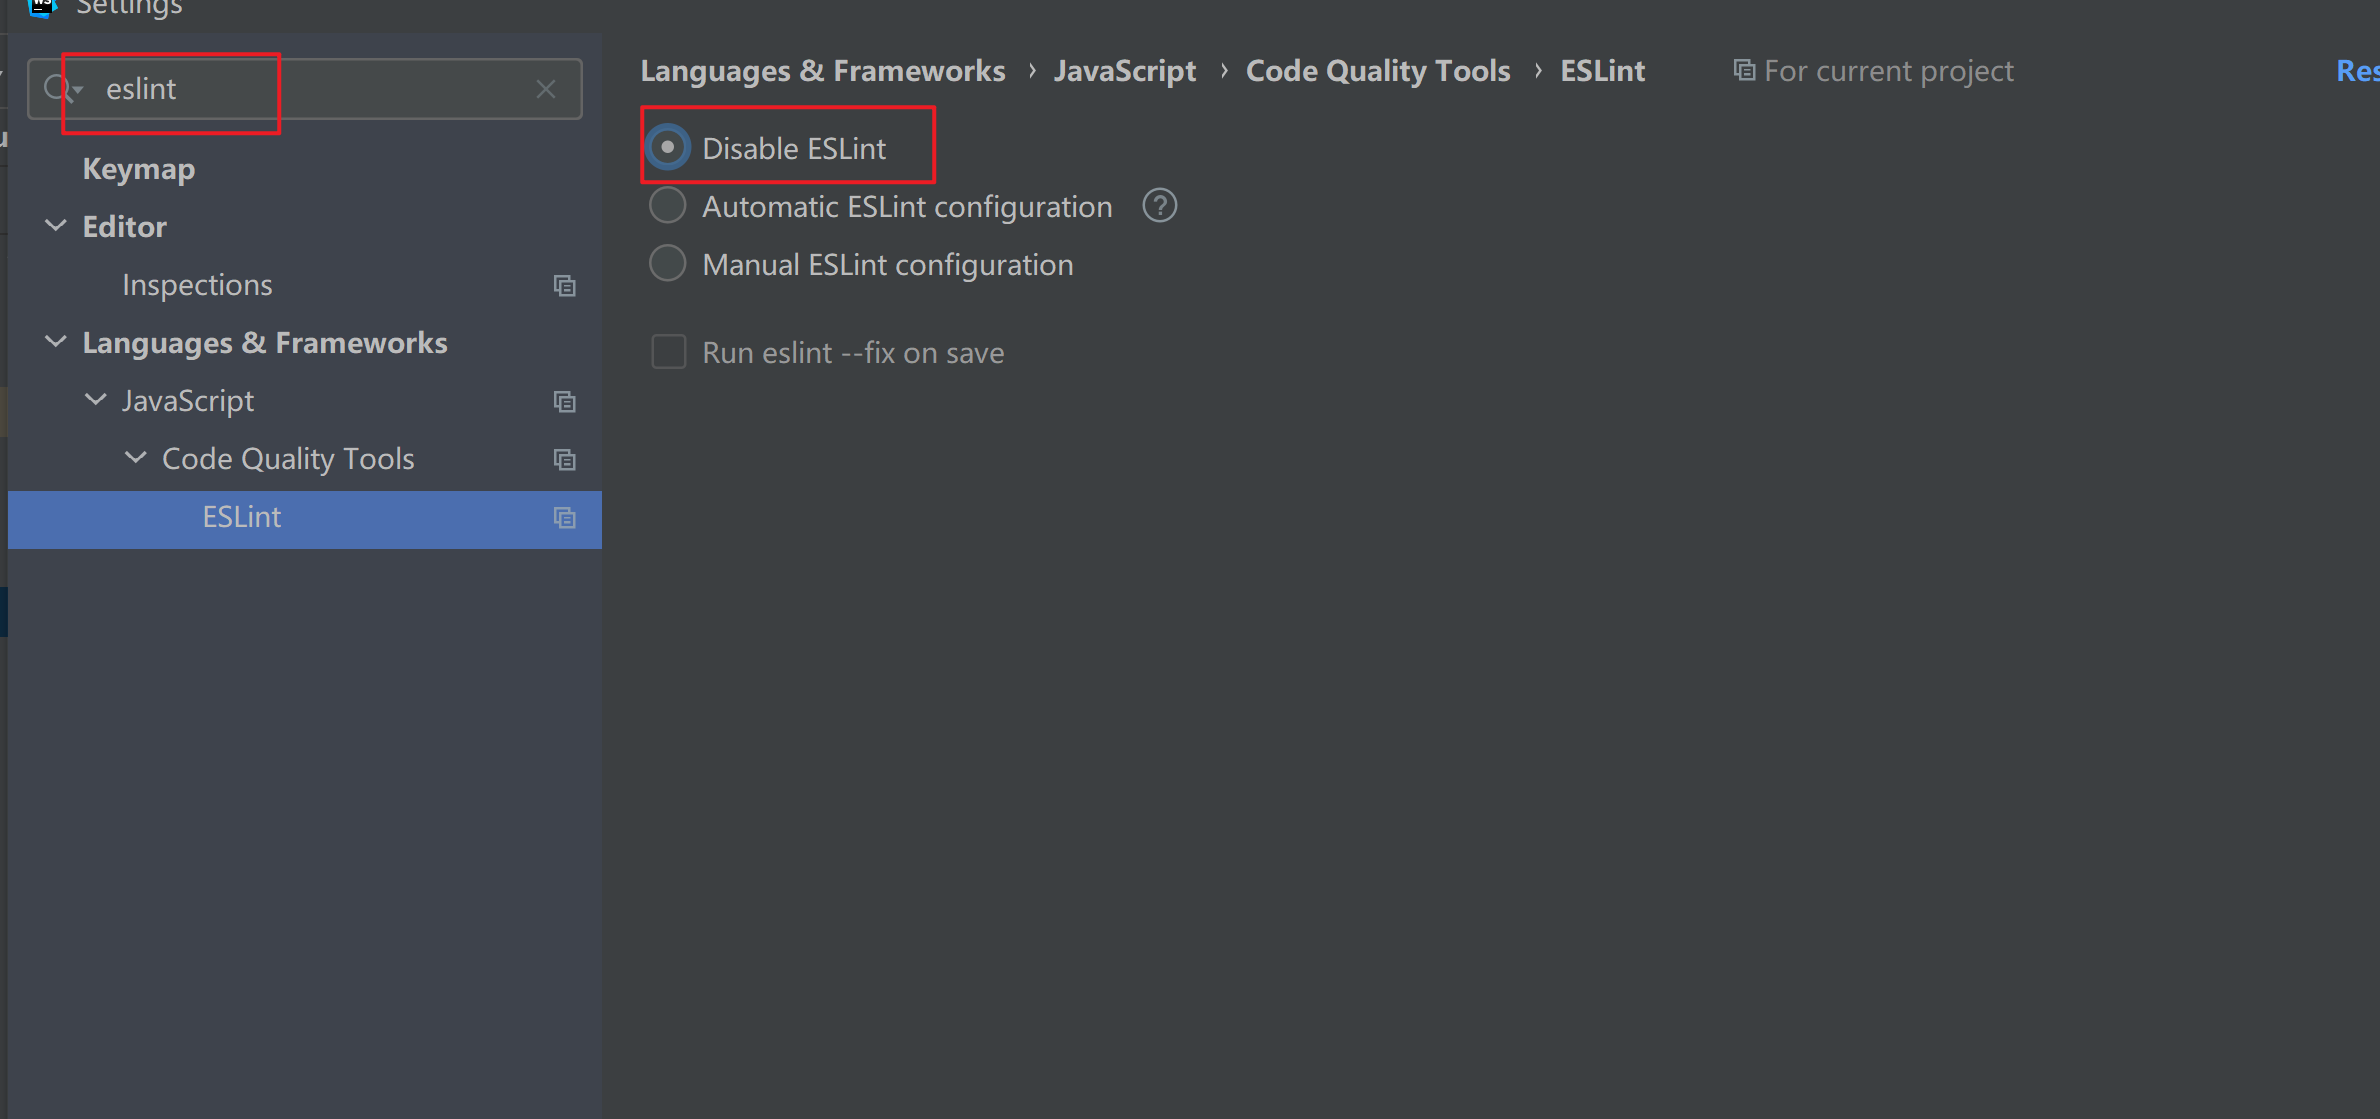 Settings
eslint
Keymap
Editor
Inspections
Languages & Frameworks
JavaScript
Code Quality Tools
ESLint
Languages & Frameworks › JavaScript › Code Quality Tools › ESLint For current project Res
Disable ESLint
Automatic ESLint configuration ?
Manual ESLint configuration
Run eslint --fix on save